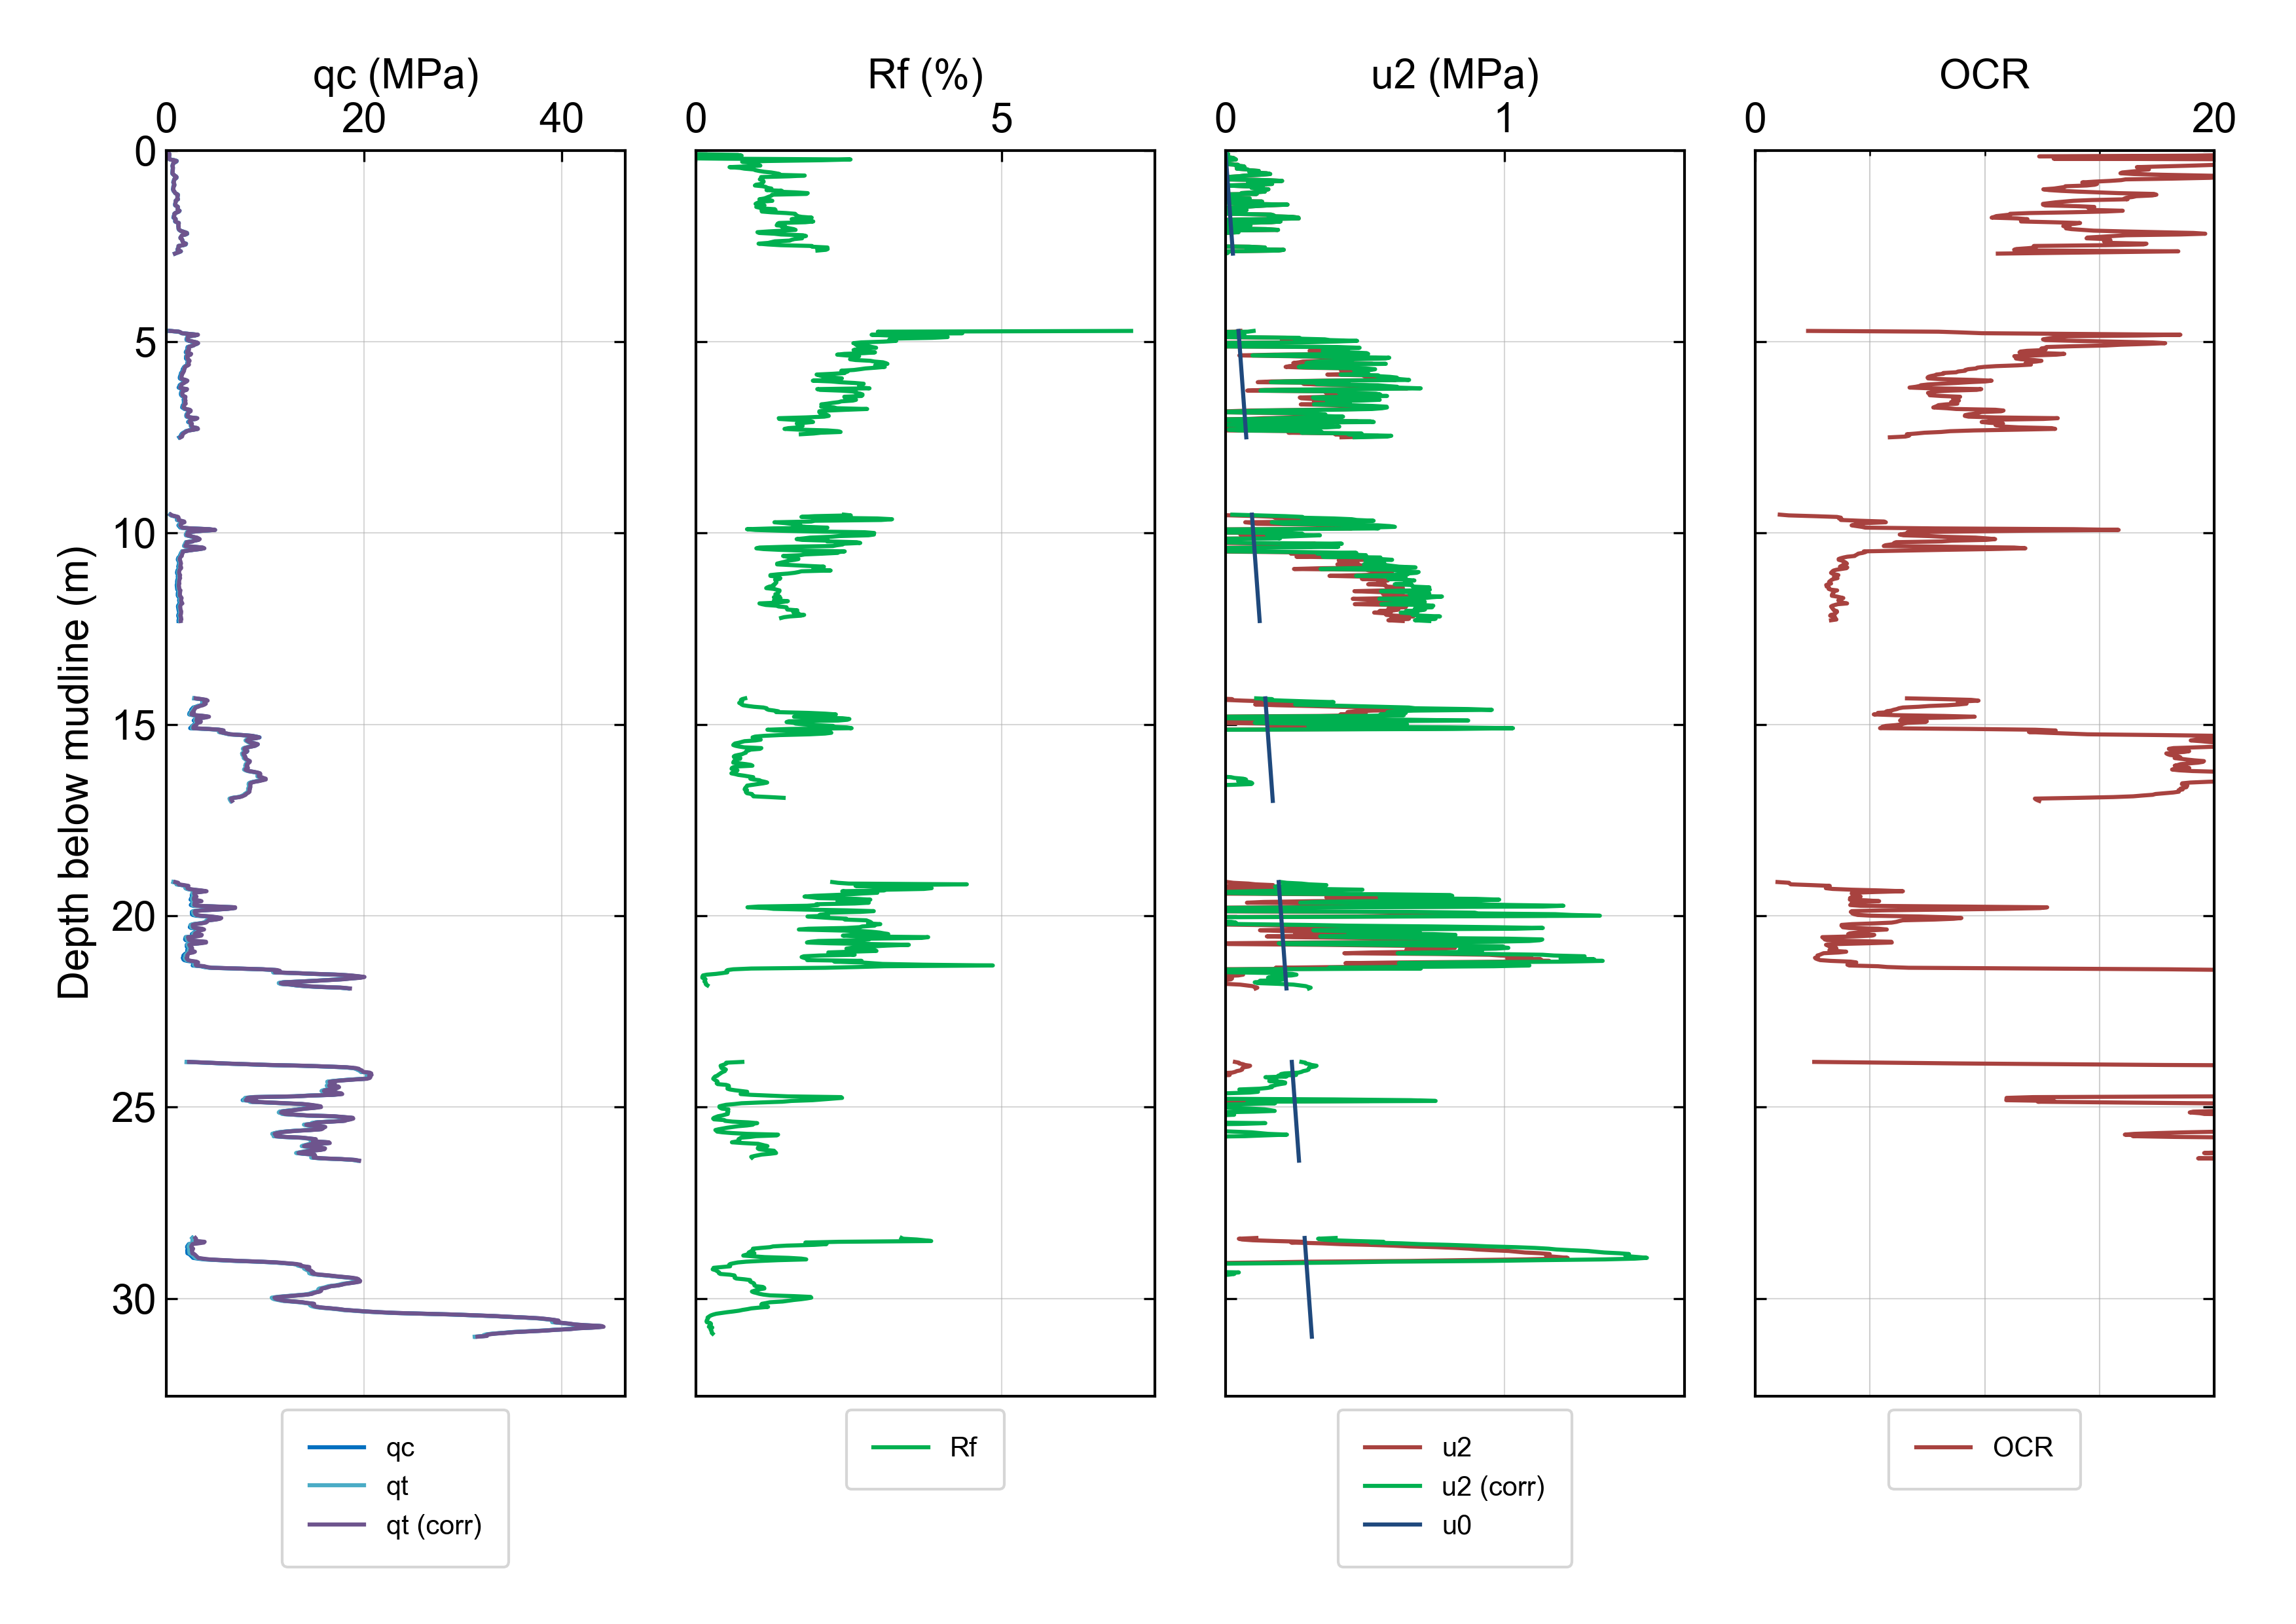 qc (MPa) Rf (%) u2 (MPa) OCR
0 20 40 0 5 0 1 0 20
0
5
10
15
20
25
30
Depth below mudline (m)
qc
qt
qt (corr)
Rf
u2
u2 (corr)
u0
OCR